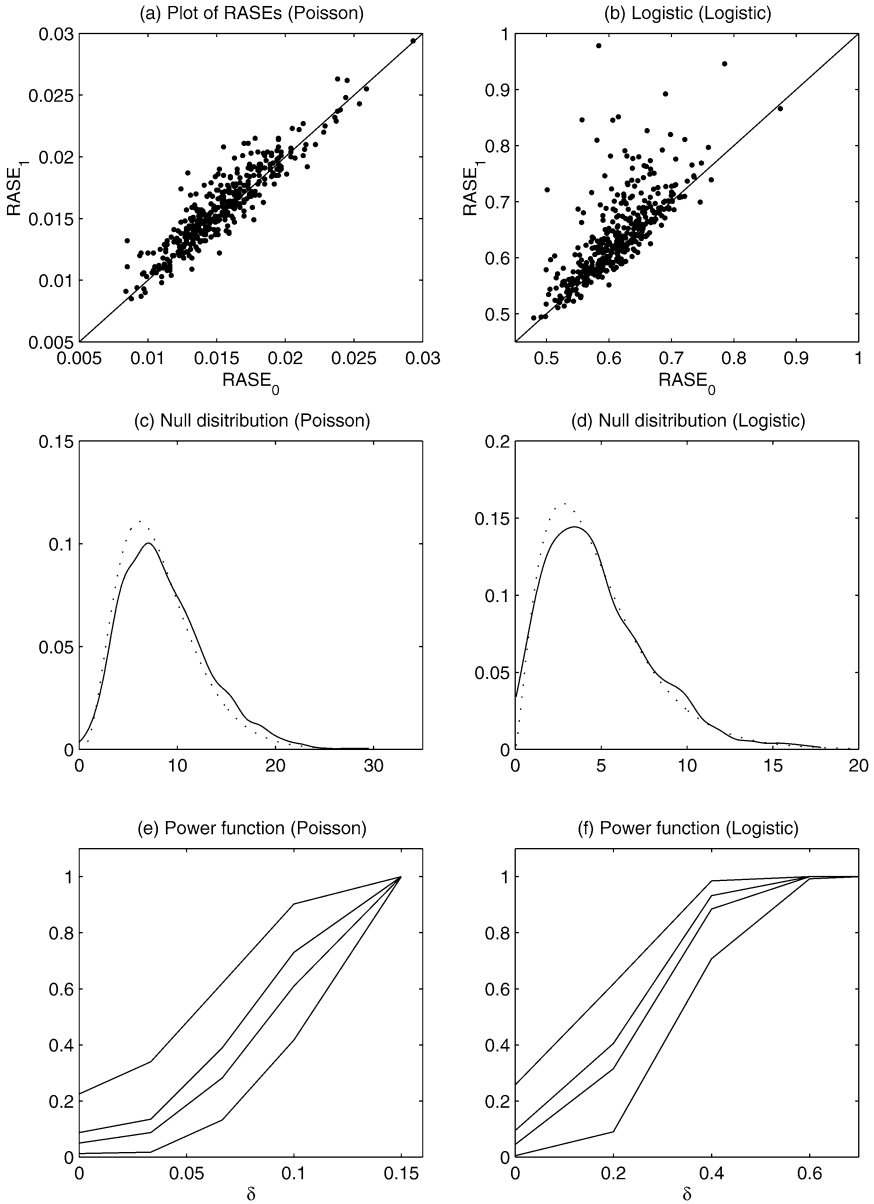 (a) Plot of RASEs (Poisson)
0.03
0.025
0.02
0.015
0.01
0.005
RASE1
0.005 0.01 0.015 0.02 0.025 0.03
RASE0
(b) Logistic (Logistic)
1
0.9
0.8
0.7
0.6
0.5
RASE1
0.5 0.6 0.7 0.8 0.9 1
RASE0
(c) Null disitribution (Poisson)
0.15
0.1
0.05
0
0 10 20 30
(d) Null disitribution (Logistic)
0.2
0.15
0.1
0.05
0
0 5 10 15 20
(e) Power function (Poisson)
1
0.8
0.6
0.4
0.2
0
0 0.05 0.1 0.15
δ
(f) Power function (Logistic)
1
0.8
0.6
0.4
0.2
0
0 0.2 0.4 0.6
δ